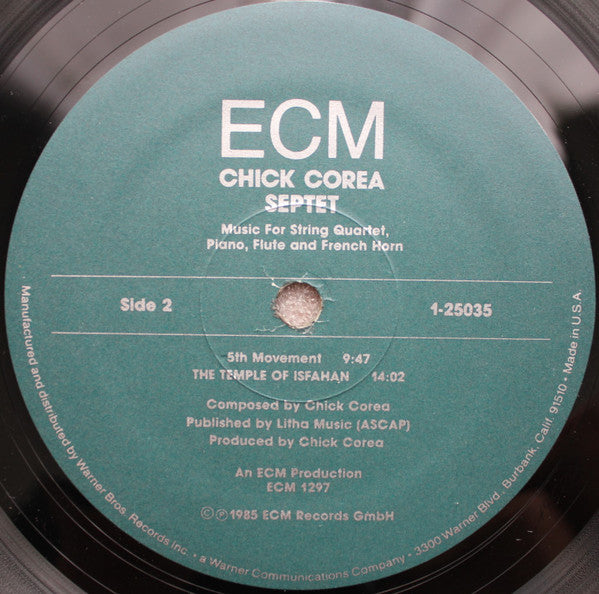 ECM
CHICK COREA
SEPTET
Music For String Quartet,
Piano, Flute and French Horn
Side 2
1-25035
5th Movement 9:47
THE TEMPLE OF ISFAHAN 14:02
Composed by Chick Corea
Published by Litha Music (ASCAP)
Produced by Chick Corea
An ECM Production
ECM 1297
© ℗ 1985 ECM Records GmbH
Manufactured and distributed by Warner Bros. Records Inc. • a Warner Communications Company • 3300 Warner Blvd., Burbank, Calif. 91510 • Made in U.S.A.